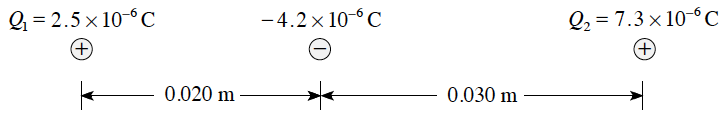 Q₁ = 2.5 × 10⁻⁶ C
−4.2 × 10⁻⁶ C
Q₂ = 7.3 × 10⁻⁶ C
+
−
+
0.020 m
0.030 m